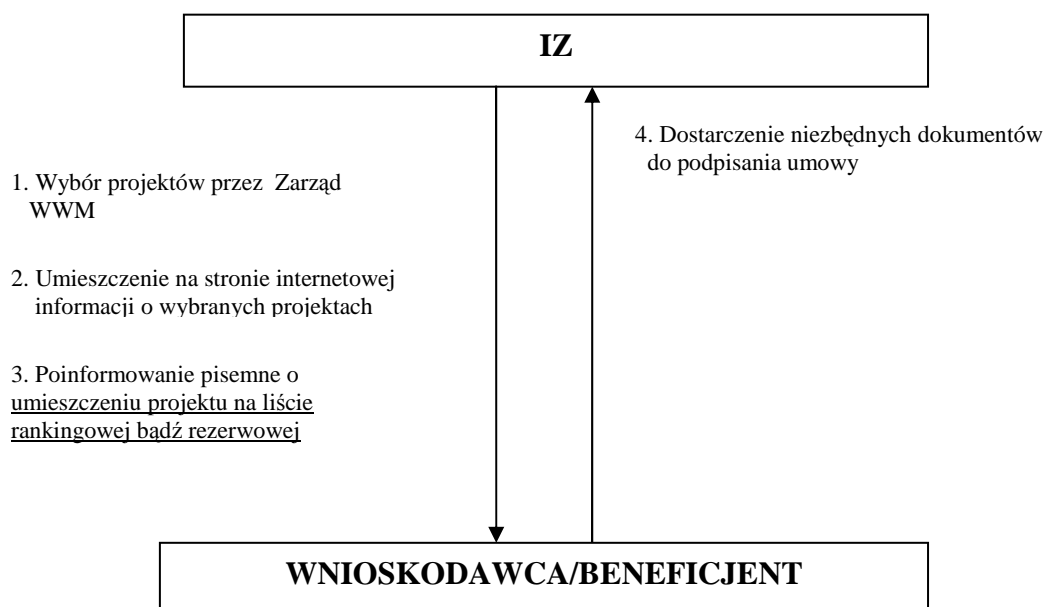 IZ
4. Dostarczenie niezbędnych dokumentów
do podpisania umowy
1. Wybór projektów przez Zarząd
WWM
2. Umieszczenie na stronie internetowej
informacji o wybranych projektach
3. Poinformowanie pisemne o
umieszczeniu projektu na liście
rankingowej bądź rezerwowej
WNIOSKODAWCA/BENEFICJENT